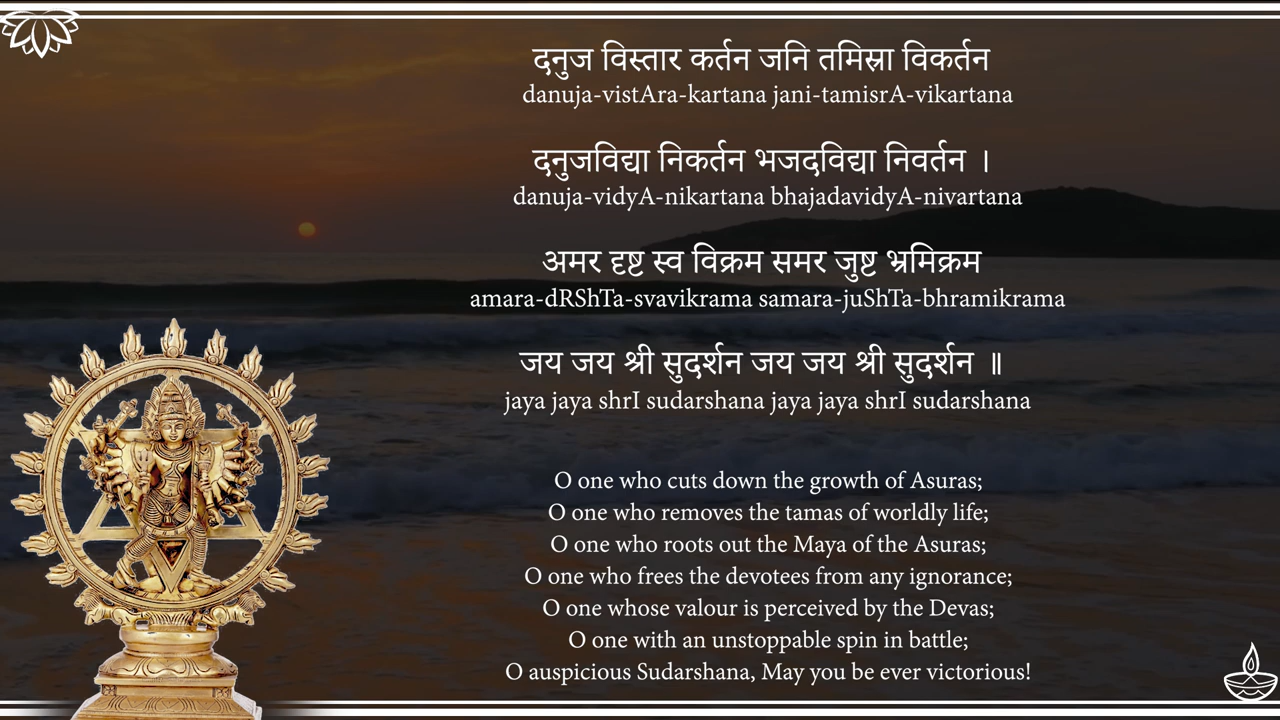 दनुज विस्तार कर्तन जनि तमिस्रा विकर्तन
danuja-vistAra-kartana jani-tamisrA-vikartana
दनुजविद्या निकर्तन भजदविद्या निवर्तन ।
danuja-vidyA-nikartana bhajadavidyA-nivartana
अमर दृष्ट स्व विक्रम समर जुष्ट भ्रमिक्रम
amara-dRShTa-svavikrama samara-juShTa-bhramikrama
जय जय श्री सुदर्शन जय जय श्री सुदर्शन ॥
jaya jaya shrI sudarshana jaya jaya shrI sudarshana
O one who cuts down the growth of Asuras;
O one who removes the tamas of worldly life;
O one who roots out the Maya of the Asuras;
O one who frees the devotees from any ignorance;
O one whose valour is perceived by the Devas;
O one with an unstoppable spin in battle;
O auspicious Sudarshana, May you be ever victorious!